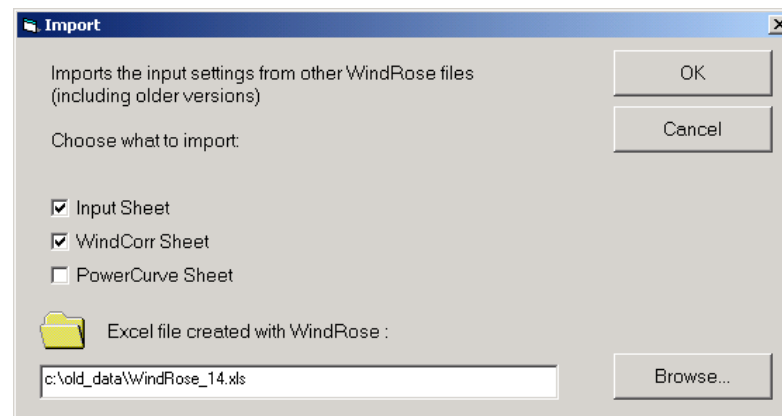 Import
Imports the input settings from other WindRose files
(including older versions)
OK
Cancel
Choose what to import:
Input Sheet
WindCorr Sheet
PowerCurve Sheet
Excel file created with WindRose :
c:\old_data\WindRose_14.xls
Browse...